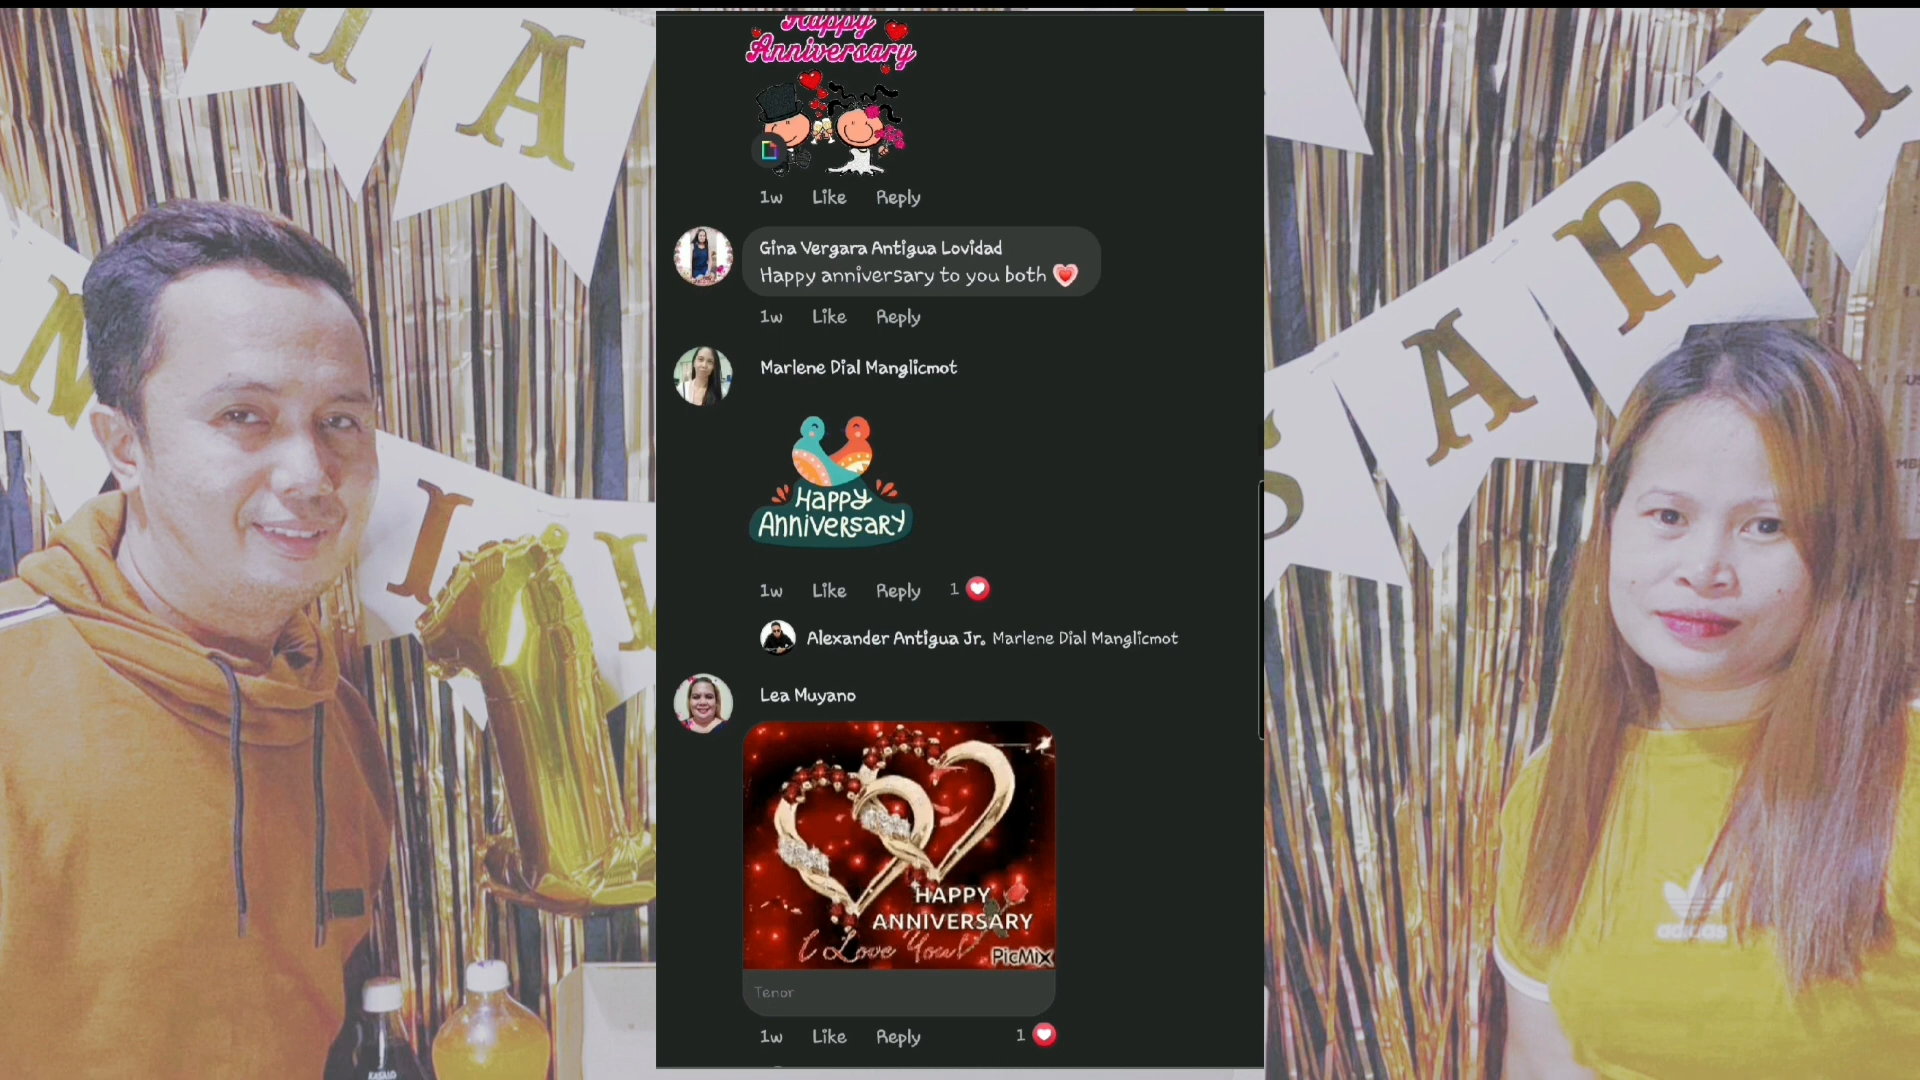 HA
Happy
Anniversary
1w Like Reply
Gina Vergara Antigua Lovidad
Happy anniversary to you both
1w Like Reply
Marlene Dial Manglicmot
HAPPY
ANNIVERSARY
1w Like Reply 1
Alexander Antigua Jr. Marlene Dial Manglicmot
Lea Muyano
HAPPY
ANNIVERSARY
I Love You!
PicMix
Tenor
1w Like Reply 1
N
I
V
S
A
R
Y
adidas